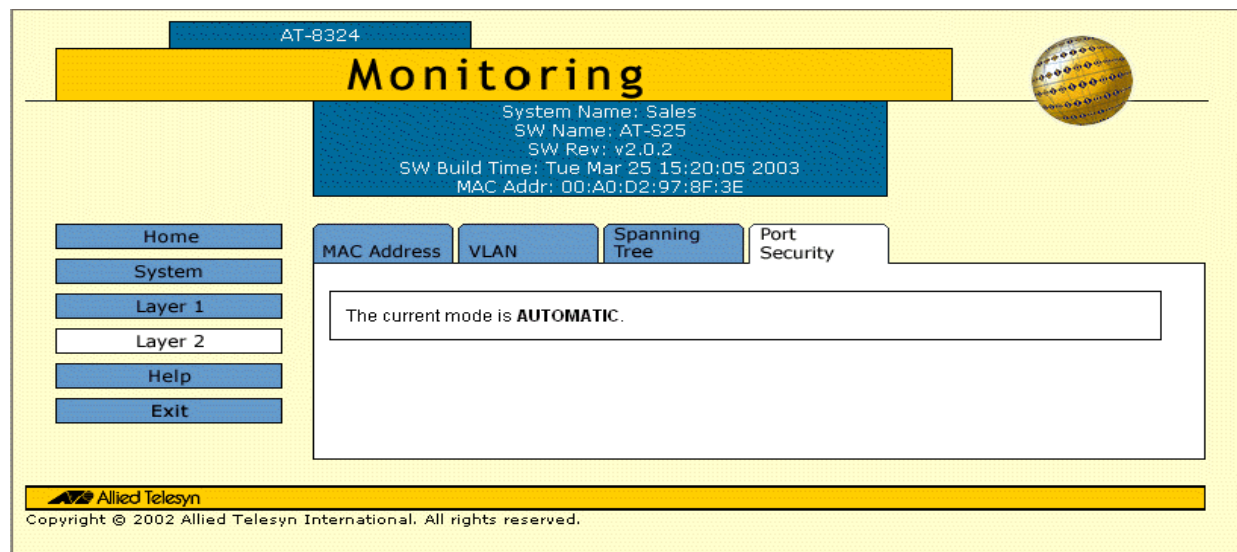 AT-8324
Monitoring
System Name: Sales
SW Name: AT-S25
SW Rev: v2.0.2
SW Build Time: Tue Mar 25 15:20:05 2003
MAC Addr: 00:A0:D2:97:8F:3E
Home
System
Layer 1
Layer 2
Help
Exit
MAC Address
VLAN
Spanning
Tree
Port
Security
The current mode is AUTOMATIC.
Allied Telesyn
Copyright © 2002 Allied Telesyn International. All rights reserved.